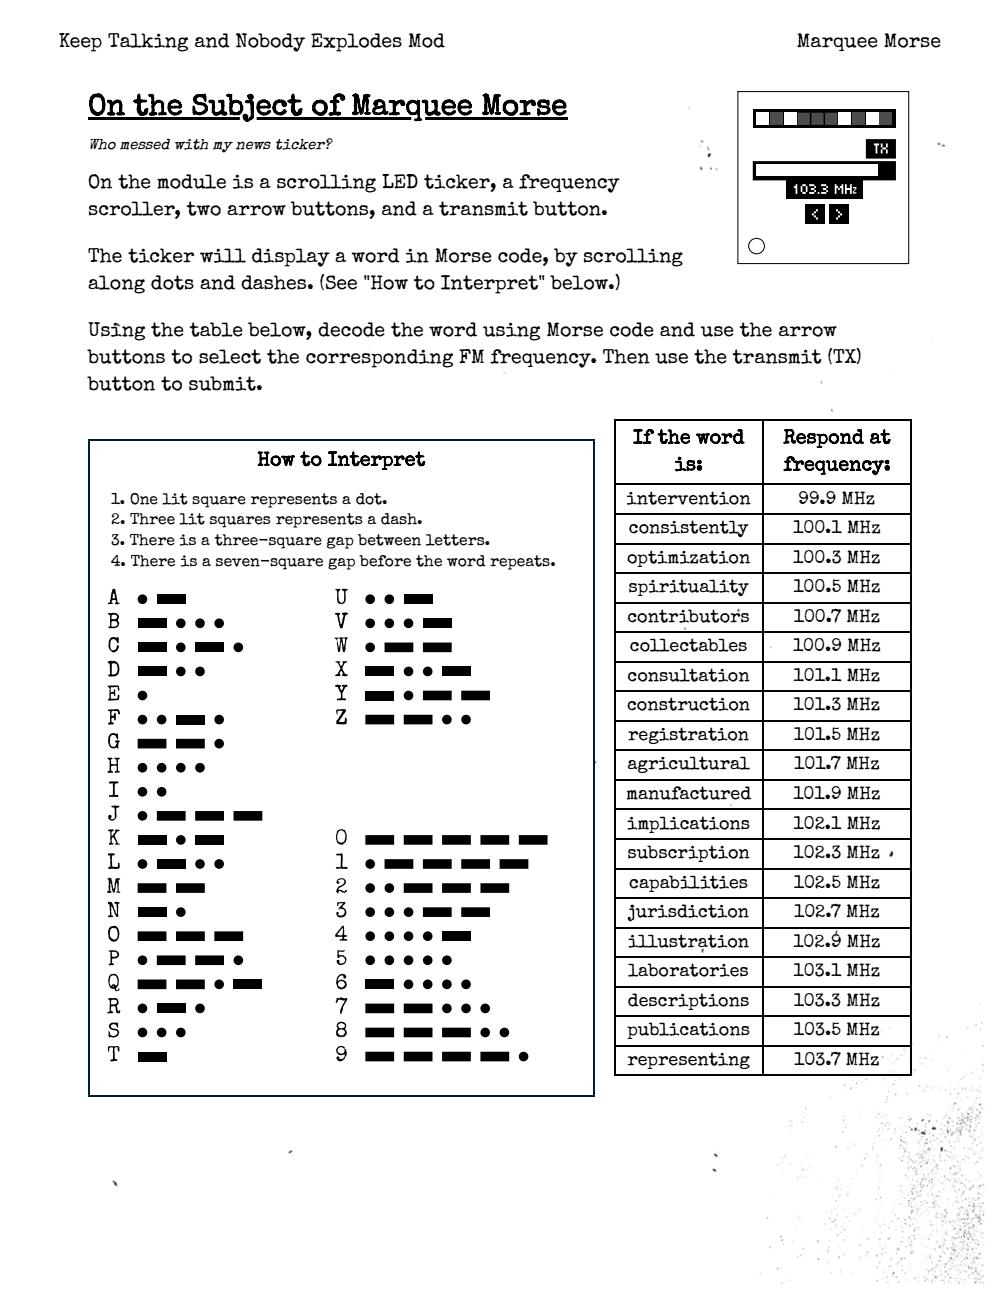 Keep Talking and Nobody Explodes Mod
Marquee Morse
On the Subject of Marquee Morse
Who messed with my news ticker?
On the module is a scrolling LED ticker, a frequency
scroller, two arrow buttons, and a transmit button.
TX
103.3 MHz
< >
The ticker will display a word in Morse code, by scrolling
along dots and dashes. (See "How to Interpret" below.)
Using the table below, decode the word using Morse code and use the arrow
buttons to select the corresponding FM frequency. Then use the transmit (TX)
button to submit.
How to Interpret
1. One lit square represents a dot.
2. Three lit squares represents a dash.
3. There is a three-square gap between letters.
4. There is a seven-square gap before the word repeats.
A
B
C
D
E
F
G
H
I
J
K
L
M
N
O
P
Q
R
S
T
U
V
W
X
Y
Z
0
1
2
3
4
5
6
7
8
9
If the word is:
Respond at frequency:
intervention 99.9 MHz
consistently 100.1 MHz
optimization 100.3 MHz
spirituality 100.5 MHz
contributors 100.7 MHz
collectables 100.9 MHz
consultation 101.1 MHz
construction 101.3 MHz
registration 101.5 MHz
agricultural 101.7 MHz
manufactured 101.9 MHz
implications 102.1 MHz
subscription 102.3 MHz
capabilities 102.5 MHz
jurisdiction 102.7 MHz
illustration 102.9 MHz
laboratories 103.1 MHz
descriptions 103.3 MHz
publications 103.5 MHz
representing 103.7 MHz